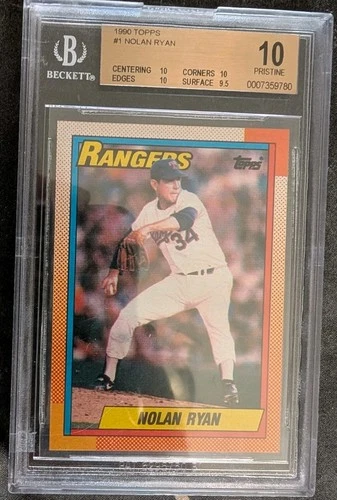 1990 TOPPS
#1 NOLAN RYAN
B
BECKETT®
CENTERING 10 CORNERS 10
EDGES 10 SURFACE 9.5
10
PRISTINE
0007359780
RANGERS
TOPPS
34
NOLAN RYAN